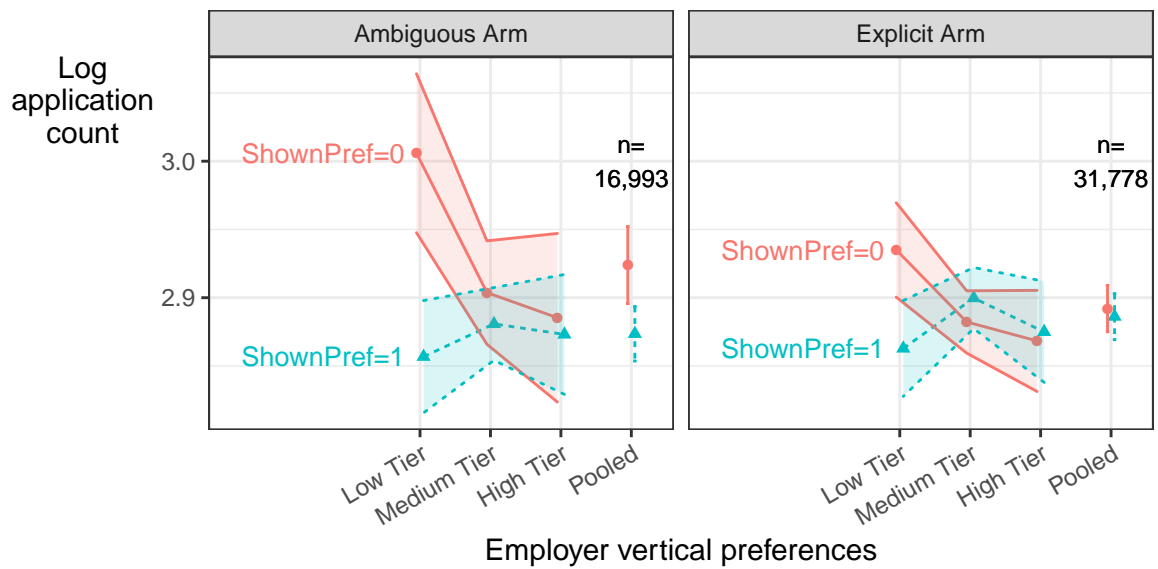 Ambiguous Arm
Explicit Arm
Log
application
count
3.0
2.9
ShownPref=0
ShownPref=1
n=
16,993
ShownPref=0
ShownPref=1
n=
31,778
Low Tier
Medium Tier
High Tier
Pooled
Low Tier
Medium Tier
High Tier
Pooled
Employer vertical preferences